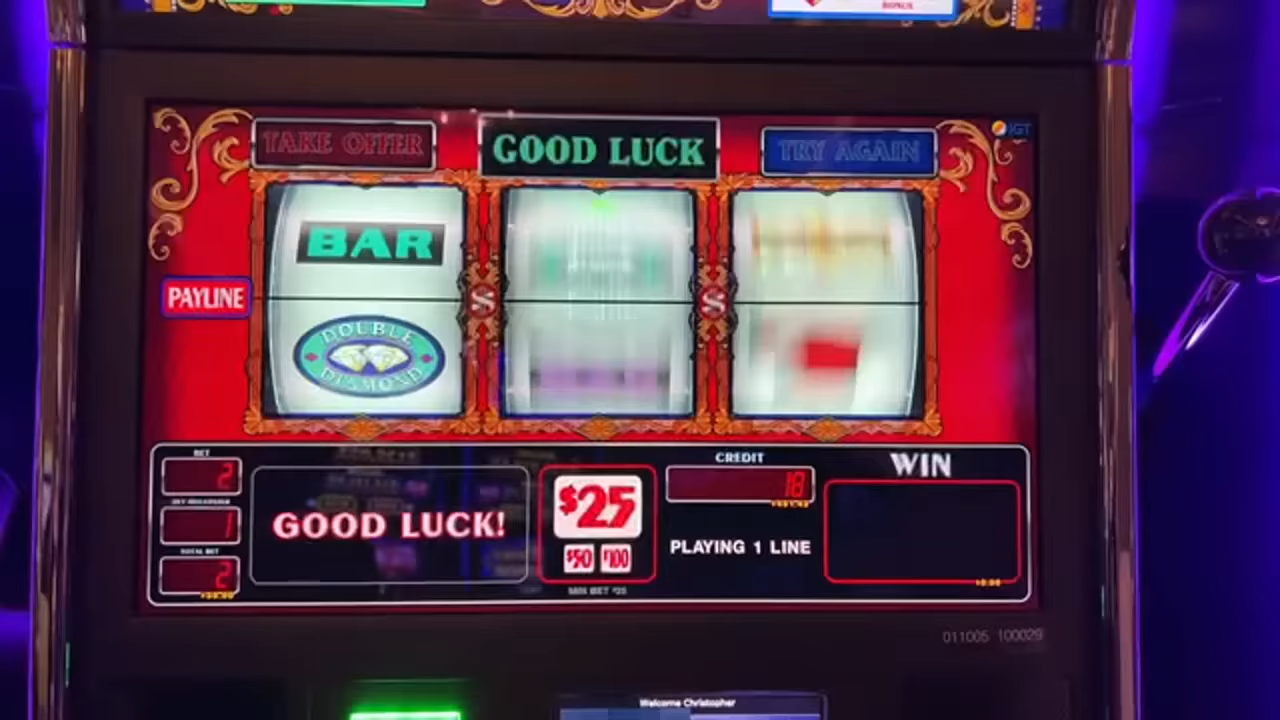 BONUS
TAKE OFFER
GOOD LUCK
TRY AGAIN
IGT
BAR
PAYLINE
DOUBLE
DIAMOND
BET
2
1
TOTAL BET
2
GOOD LUCK!
$25
$50 $100
MIN BET $25
CREDIT
18
PLAYING 1 LINE
WIN
011005 100029
Welcome Christopher